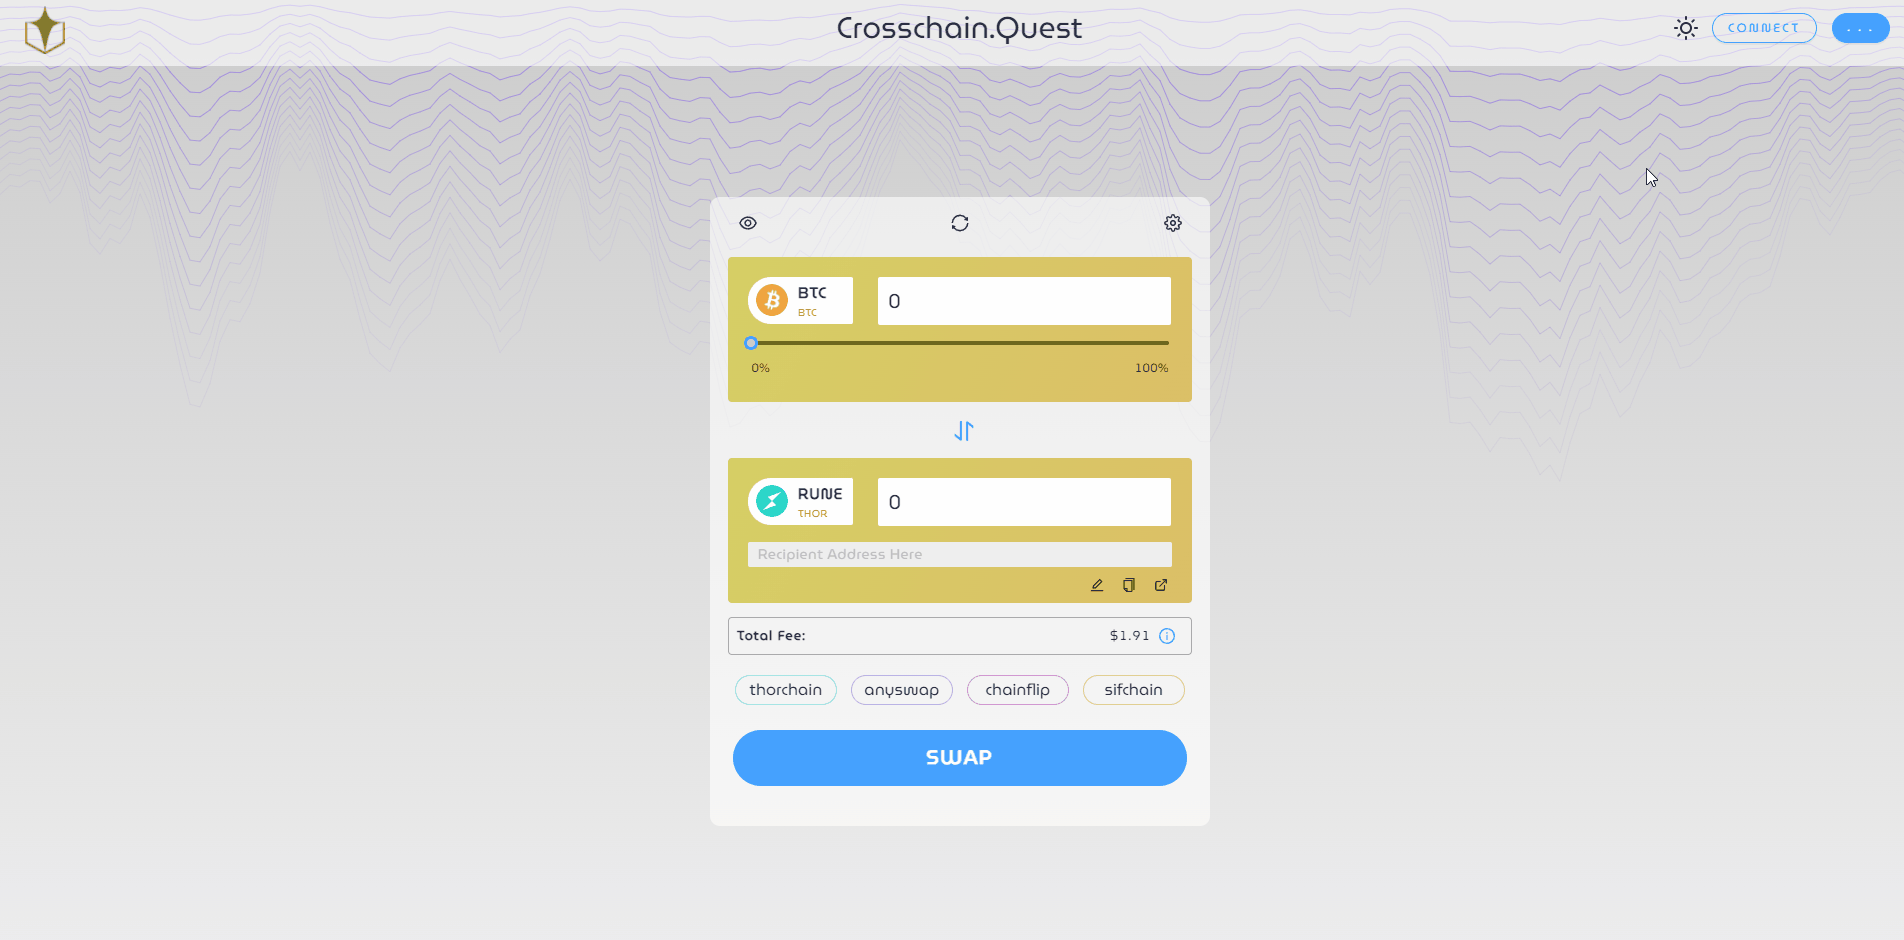 Crosschain.Quest
CONNECT
...
BTC
BTC
0
0%
100%
RUNE
THOR
0
Recipient Address Here
Total Fee:
$1.91
thorchain
anyswap
chainflip
sifchain
SWAP